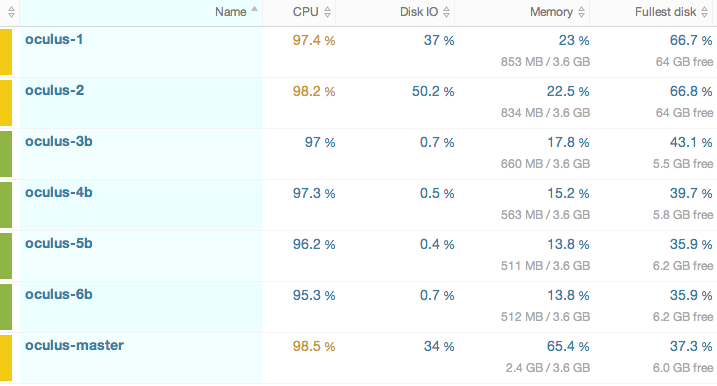 Name CPU Disk IO Memory Fullest disk
oculus-1 97.4 % 37 % 23 % 66.7 %
853 MB / 3.6 GB 64 GB free
oculus-2 98.2 % 50.2 % 22.5 % 66.8 %
834 MB / 3.6 GB 64 GB free
oculus-3b 97 % 0.7 % 17.8 % 43.1 %
660 MB / 3.6 GB 5.5 GB free
oculus-4b 97.3 % 0.5 % 15.2 % 39.7 %
563 MB / 3.6 GB 5.8 GB free
oculus-5b 96.2 % 0.4 % 13.8 % 35.9 %
511 MB / 3.6 GB 6.2 GB free
oculus-6b 95.3 % 0.7 % 13.8 % 35.9 %
512 MB / 3.6 GB 6.2 GB free
oculus-master 98.5 % 34 % 65.4 % 37.3 %
2.4 GB / 3.6 GB 6.0 GB free